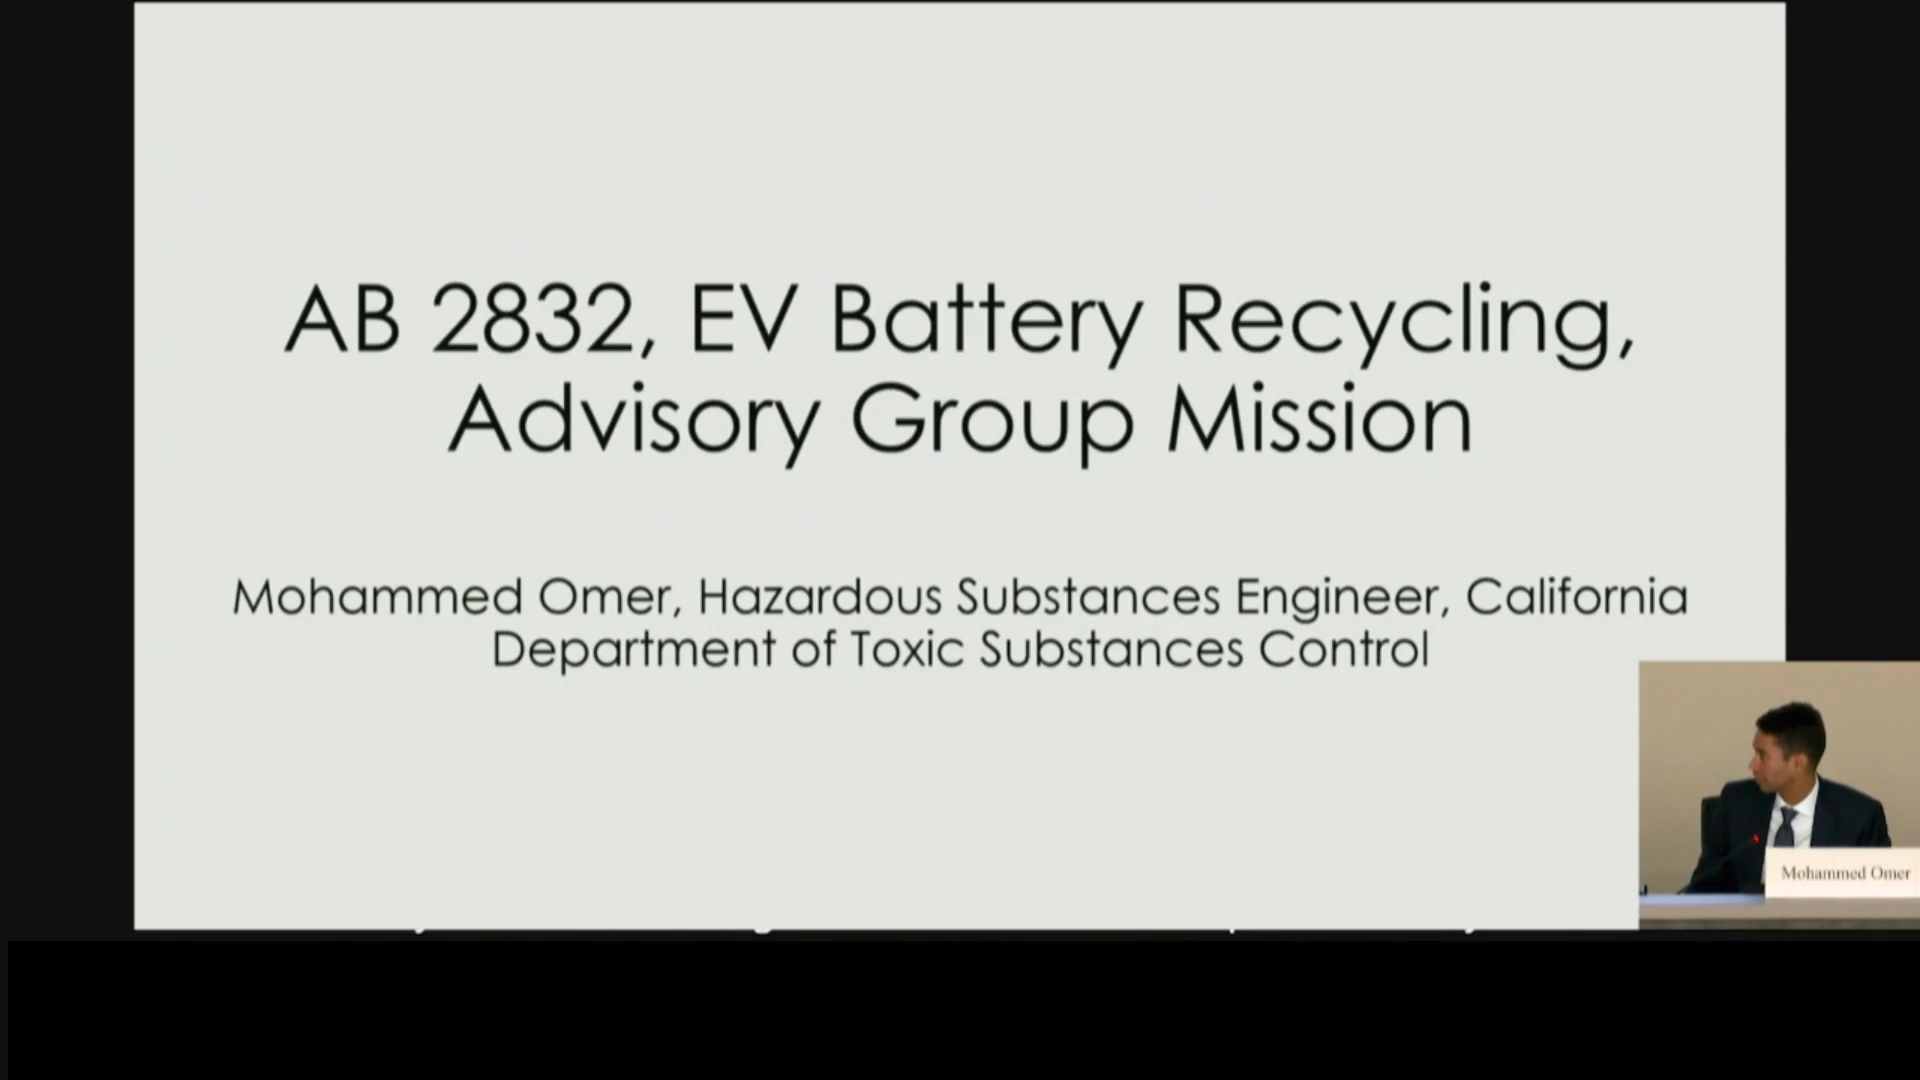 AB 2832, EV Battery Recycling,
Advisory Group Mission
Mohammed Omer, Hazardous Substances Engineer, California
Department of Toxic Substances Control
Mohammed Omer